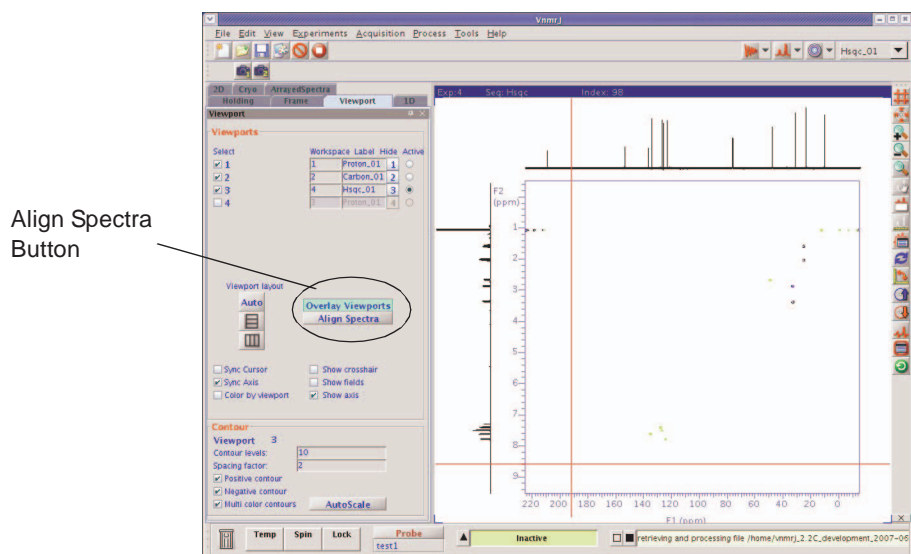 VnmrJ
File Edit View Experiments Acquisition Process Tools Help
Hsqc_01
2D Cryo ArrayedSpectra
Holding Frame Viewport 1D
Viewport
Exp:4 Seq: Hsqc Index: 98
Viewports
Select Workspace Label Hide Active
1 1 Proton_01 1
2 2 Carbon_01 2
3 4 Hsqc_01 3
4 3 Proton_01 4
Align Spectra
Button
Viewport layout
Auto
Overlay Viewports
Align Spectra
Sync Cursor Show crosshair
Sync Axis Show fields
Color by viewport Show axis
Contour
Viewport 3
Contour levels: 10
Spacing factor: 2
Positive contour
Negative contour
Multi color contours AutoScale
F2
(ppm)
1
2
3
4
5
6
7
8
9
220 200 180 160 140 120 100 80 60 40 20 0
F1 (ppm)
Temp Spin Lock Probe
test1
Inactive
retrieving and processing file /home/vnmrj_2.2C_development_2007-06